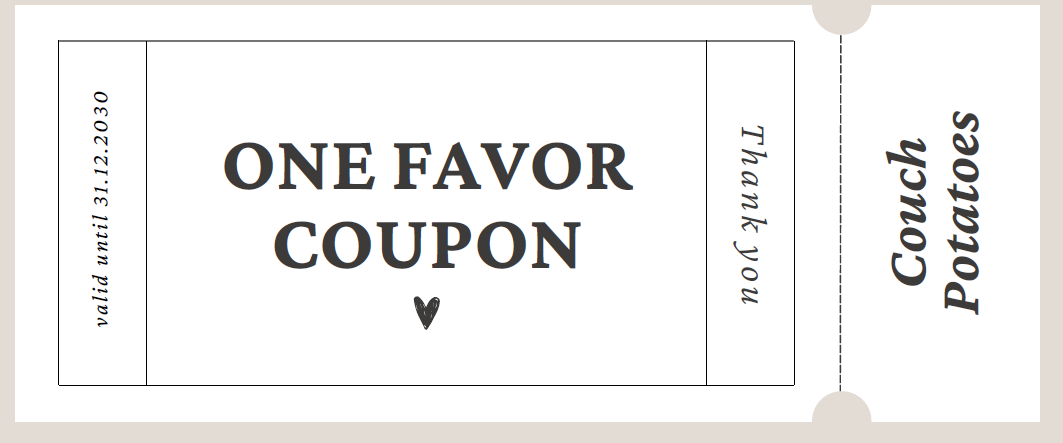 valid until 31.12.2030
ONE FAVOR
COUPON
Thank you
Couch
Potatoes